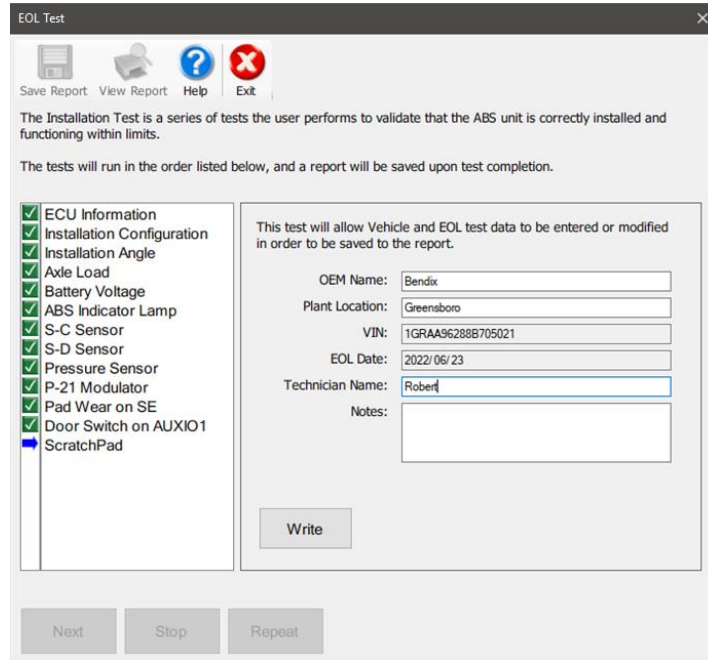 EOL Test
Save Report View Report Help Exit
The Installation Test is a series of tests the user performs to validate that the ABS unit is correctly installed and
functioning within limits.
The tests will run in the order listed below, and a report will be saved upon test completion.
ECU Information
Installation Configuration
Installation Angle
Axle Load
Battery Voltage
ABS Indicator Lamp
S-C Sensor
S-D Sensor
Pressure Sensor
P-21 Modulator
Pad Wear on SE
Door Switch on AUXIO1
ScratchPad
This test will allow Vehicle and EOL test data to be entered or modified
in order to be saved to the report.
OEM Name: Bendix
Plant Location: Greensboro
VIN: 1GRAA96288B705021
EOL Date: 2022/06/23
Technician Name: Robert
Notes:
Write
Next Stop Repeat